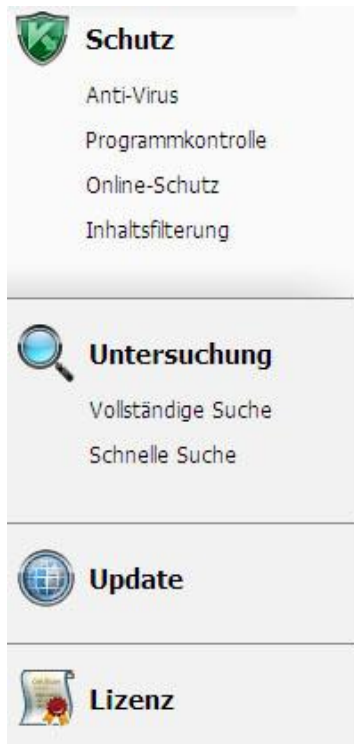 Schutz
Anti-Virus
Programmkontrolle
Online-Schutz
Inhaltsfilterung
Untersuchung
Vollständige Suche
Schnelle Suche
Update
Lizenz